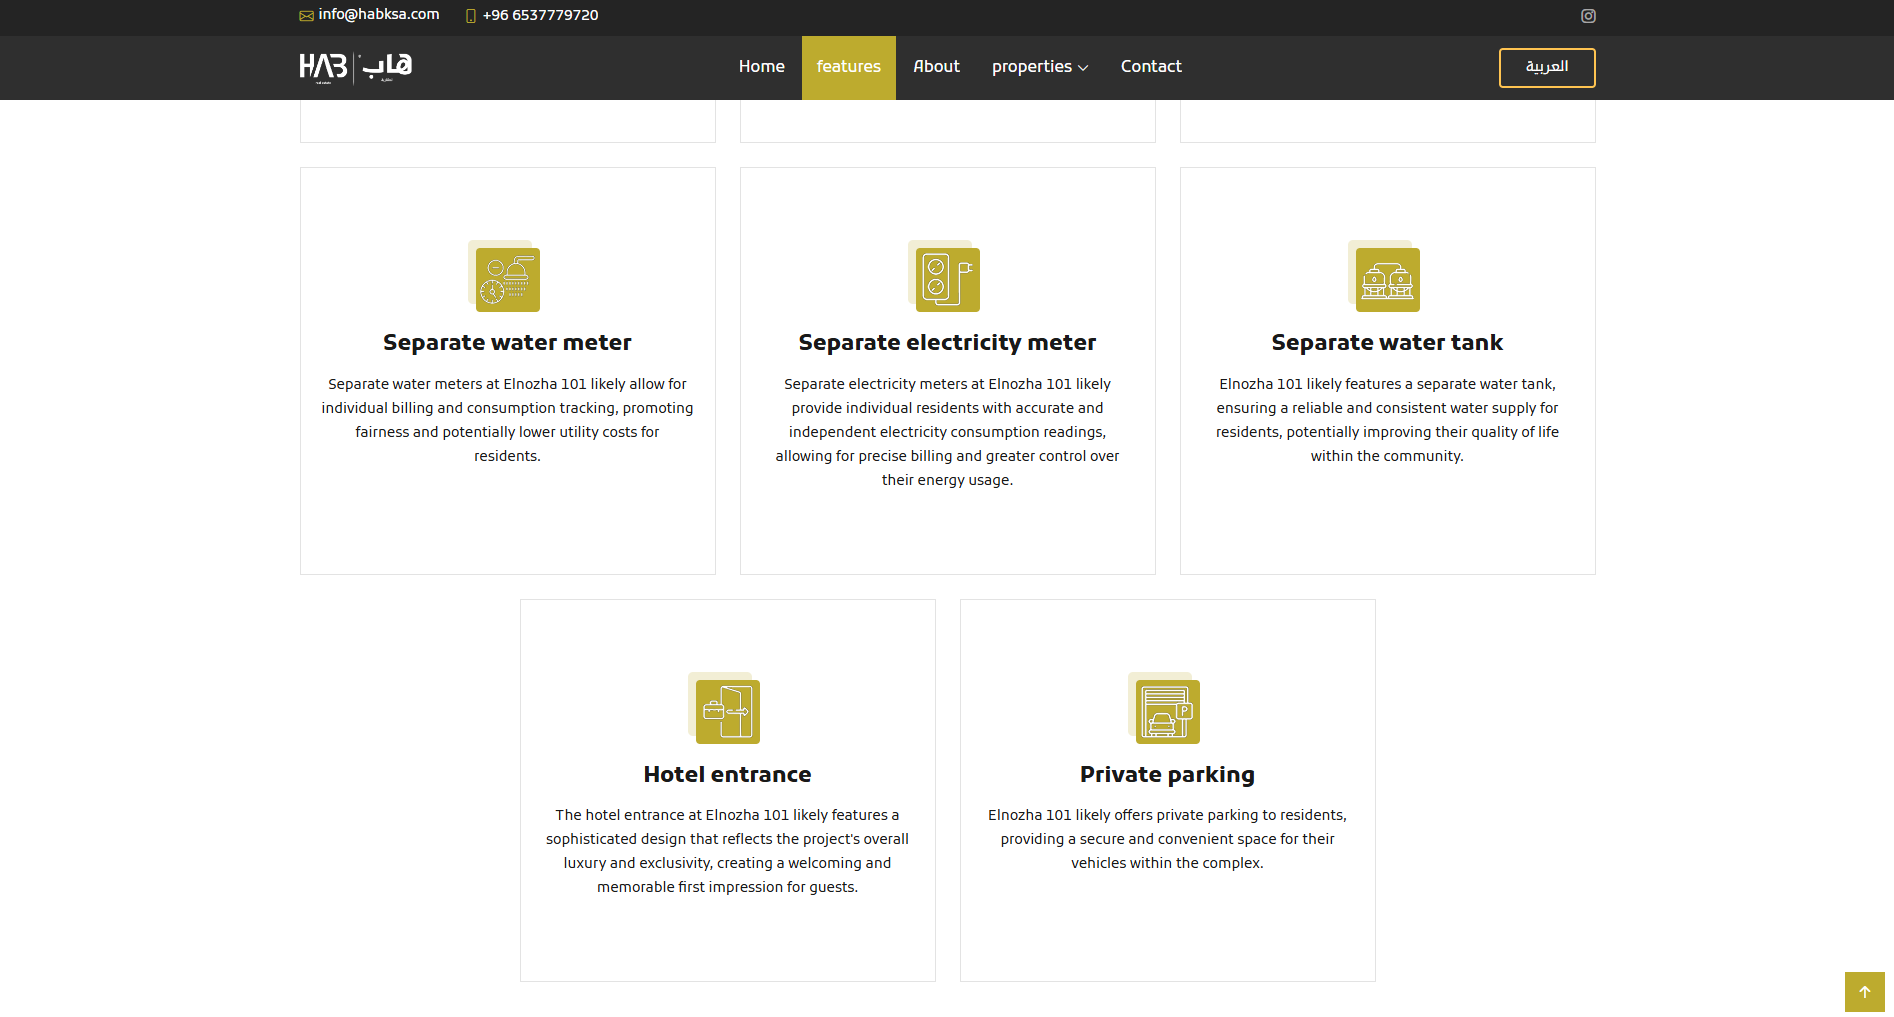 info@habksa.com +96 6537779720
HAB هاب
Home features About properties Contact العربية
Separate water meter
Separate water meters at Elnozha 101 likely allow for
individual billing and consumption tracking, promoting
fairness and potentially lower utility costs for
residents.
Separate electricity meter
Separate electricity meters at Elnozha 101 likely
provide individual residents with accurate and
independent electricity consumption readings,
allowing for precise billing and greater control over
their energy usage.
Separate water tank
Elnozha 101 likely features a separate water tank,
ensuring a reliable and consistent water supply for
residents, potentially improving their quality of life
within the community.
Hotel entrance
The hotel entrance at Elnozha 101 likely features a
sophisticated design that reflects the project's overall
luxury and exclusivity, creating a welcoming and
memorable first impression for guests.
P
Private parking
Elnozha 101 likely offers private parking to residents,
providing a secure and convenient space for their
vehicles within the complex.